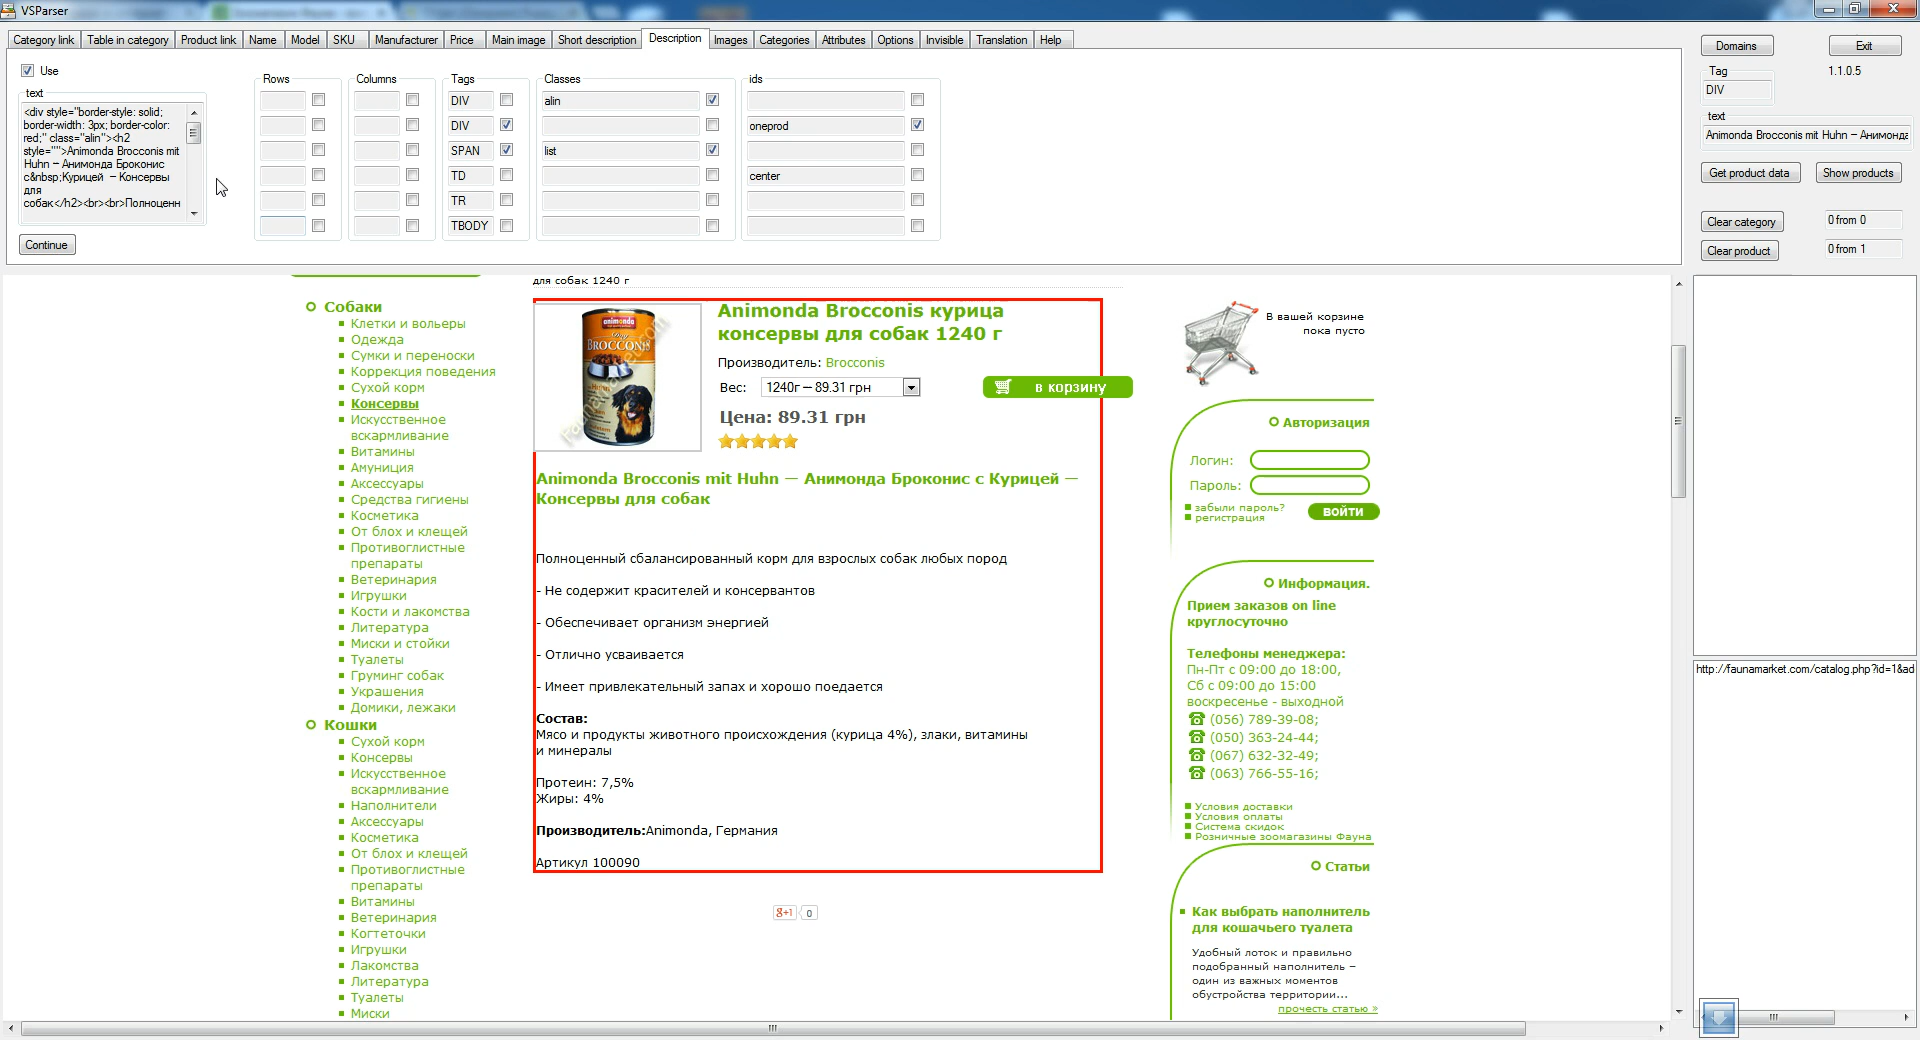 VSParser
Category link Table in category Product link Name Model SKU Manufacturer Price Main image Short description Description Images Categories Attributes Options Invisible Translation Help
Use
text
<div style="border-style: solid;
border-width: 3px; border-color:
red;" class="alin"><h2
style="">Animonda Brocconis mit
Huhn – Анимонда Броконис
с&nbsp;Курицей – Консервы
для
собак</h2><br><br>Полноценн
Continue
Rows Columns Tags Classes ids
DIV alin
DIV oneprod
SPAN list
TD center
TR
TBODY
Domains Exit
Tag 1.1.0.5
DIV
text
Animonda Brocconis mit Huhn – Анимонда
Get product data Show products
Clear category 0 from 0
Clear product 0 from 1
http://faunamarket.com/catalog.php?id=1&ad
Собаки
Клетки и вольеры
Одежда
Сумки и переноски
Коррекция поведения
Сухой корм
Консервы
Искусственное
вскармливание
Витамины
Амуниция
Аксессуары
Средства гигиены
Косметика
От блох и клещей
Противоглистные
препараты
Ветеринария
Игрушки
Кости и лакомства
Литература
Миски и стойки
Туалеты
Груминг собак
Украшения
Домики, лежаки
Кошки
Сухой корм
Консервы
Искусственное
вскармливание
Наполнители
Аксессуары
Косметика
От блох и клещей
Противоглистные
препараты
Витамины
Ветеринария
Когтеточки
Игрушки
Лакомства
Литература
Туалеты
Миски
для собак 1240 г
animonda
BROCCONIS
Animonda Brocconis курица
консервы для собак 1240 г
Производитель: Brocconis
Вес: 1240г — 89.31 грн
в корзину
Цена: 89.31 грн
Animonda Brocconis mit Huhn — Анимонда Броконис с Курицей —
Консервы для собак
Полноценный сбалансированный корм для взрослых собак любых пород
- Не содержит красителей и консервантов
- Обеспечивает организм энергией
- Отлично усваивается
- Имеет привлекательный запах и хорошо поедается
Состав:
Мясо и продукты животного происхождения (курица 4%), злаки, витамины
и минералы
Протеин: 7,5%
Жиры: 4%
Производитель:Animonda, Германия
Артикул 100090
g+1 0
В вашей корзине
пока пусто
Авторизация
Логин:
Пароль:
забыли пароль?
регистрация
войти
Информация.
Прием заказов on line
круглосуточно
Телефоны менеджера:
Пн-Пт с 09:00 до 18:00,
Сб с 09:00 до 15:00
воскресенье - выходной
(056) 789-39-08;
(050) 363-24-44;
(067) 632-32-49;
(063) 766-55-16;
Условия доставки
Условия оплаты
Система скидок
Розничные зоомагазины Фауна
Статьи
Как выбрать наполнитель
для кошачьего туалета
Удобный лоток и правильно
подобранный наполнитель –
один из важных моментов
обустройства территории...
прочесть статью »